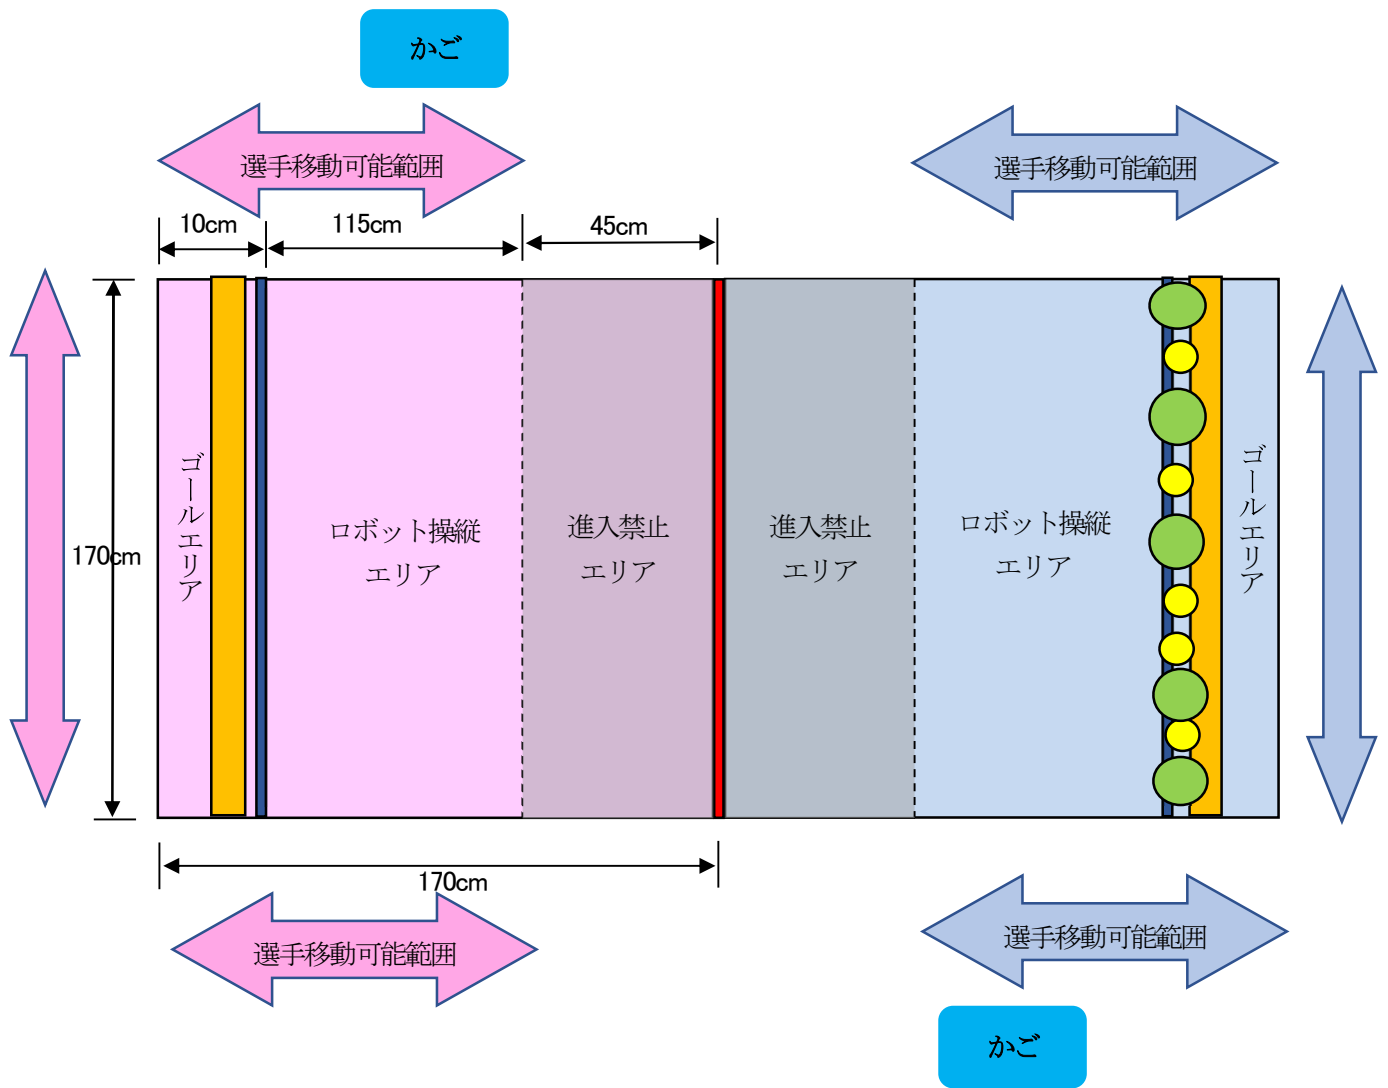 かご
選手移動可能範囲
選手移動可能範囲
10cm
115cm
45cm
170cm
ゴールエリア
ロボット操縦
エリア
進入禁止
エリア
進入禁止
エリア
ロボット操縦
エリア
ゴールエリア
170cm
選手移動可能範囲
選手移動可能範囲
かご